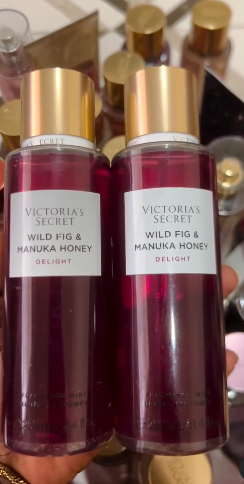 VICTORIA'S
SECRET
WILD FIG &
MANUKA HONEY
DELIGHT
VICTORIA'S
SECRET
WILD FIG &
MANUKA HONEY
DELIGHT